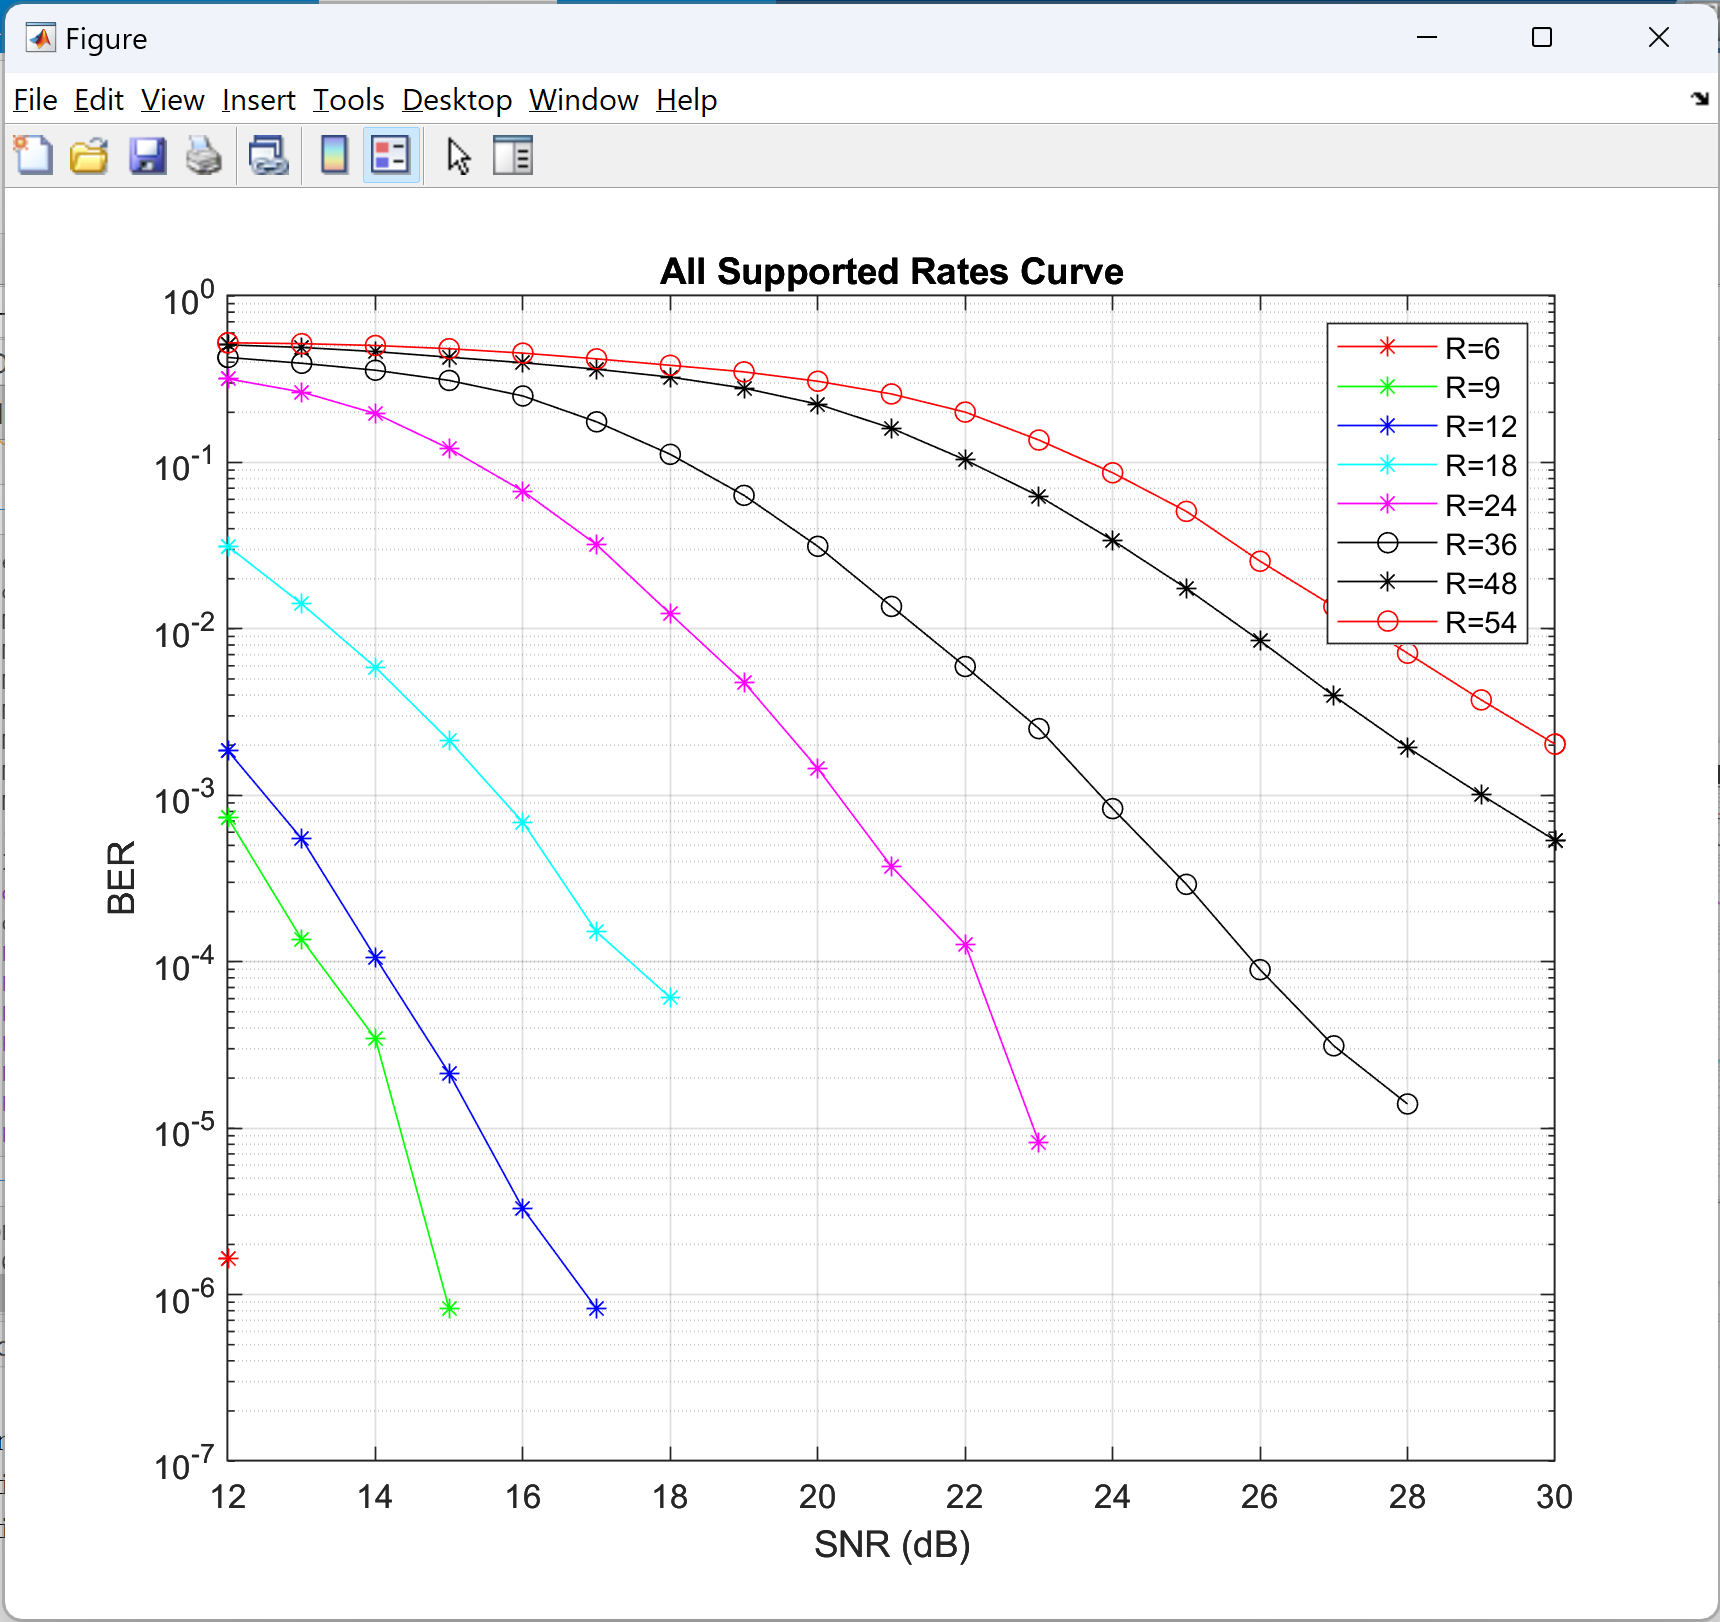 Figure
File Edit View Insert Tools Desktop Window Help
All Supported Rates Curve
10^0
10^-1
10^-2
10^-3
10^-4
10^-5
10^-6
10^-7
BER
12 14 16 18 20 22 24 26 28 30
SNR (dB)
R=6
R=9
R=12
R=18
R=24
R=36
R=48
R=54